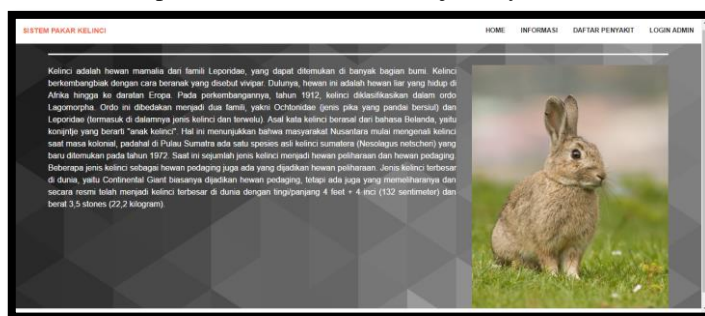 SISTEM PAKAR KELINCI
HOME INFORMASI DAFTAR PENYAKIT LOGIN ADMIN
Kelinci adalah hewan mamalia dari famili Leporidae, yang dapat ditemukan di banyak bagian bumi. Kelinci
berkembangbiak dengan cara beranak yang disebut vivipar. Dulunya, hewan ini adalah hewan liar yang hidup di
Afrika hingga ke daratan Eropa. Pada perkembangannya, tahun 1912, kelinci diklasifikasikan dalam ordo
Lagomorpha. Ordo ini dibedakan menjadi dua famili, yakni Ochtonidae (jenis pika yang pandai bersiul) dan
Leporidae (termasuk di dalamnya jenis kelinci dan terwelu). Asal kata kelinci berasal dari bahasa Belanda, yaitu
konijntje yang berarti "anak kelinci". Hal ini menunjukkan bahwa masyarakat Nusantara mulai mengenali kelinci
saat masa kolonial, padahal di Pulau Sumatra ada satu spesies asli kelinci sumatera (Nesolagus netscheri) yang
baru ditemukan pada tahun 1972. Saat ini sejumlah jenis kelinci menjadi hewan peliharaan dan hewan pedaging.
Beberapa jenis kelinci sebagai hewan pedaging juga ada yang dijadikan hewan peliharaan. Jenis kelinci terbesar
di dunia, yaitu Continental Giant biasanya dijadikan hewan pedaging, tetapi ada juga yang memeliharanya dan
secara resmi telah menjadi kelinci terbesar di dunia dengan tingi/panjang 4 feet + 4 inci (132 sentimeter) dan
berat 3,5 stones (22,2 kilogram).